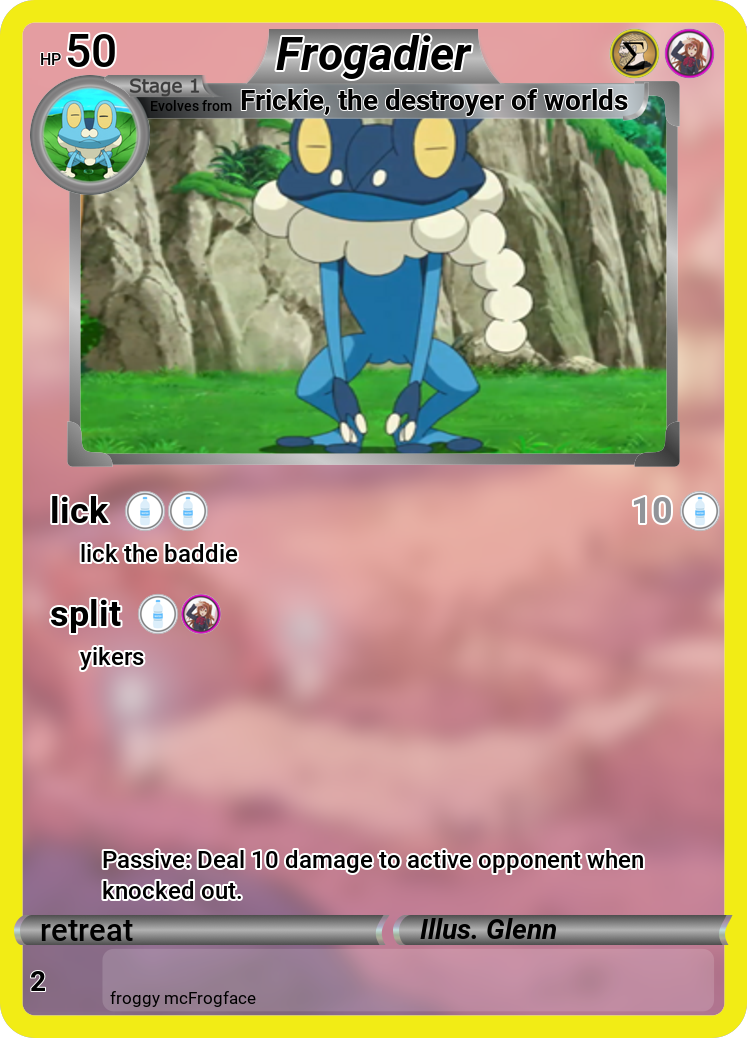 HP 50 Frogadier
Stage 1
Evolves from Frickie, the destroyer of worlds
lick 10
lick the baddie
split
yikers
Passive: Deal 10 damage to active opponent when
knocked out.
retreat Illus. Glenn
2
froggy mcFrogface